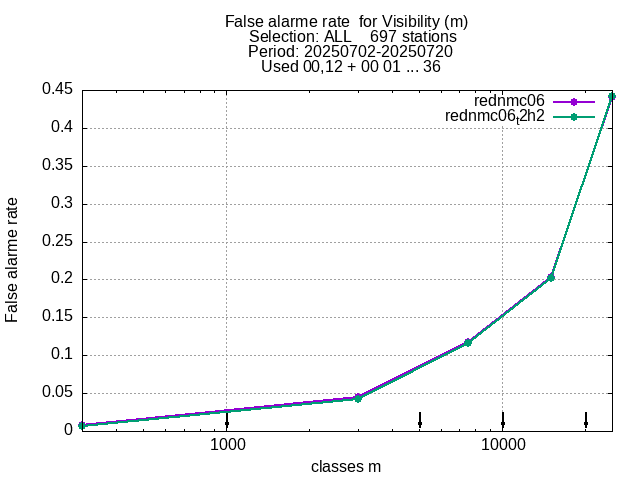 False alarme rate  for Visibility (m)
Selection: ALL    697 stations
Period: 20250702-20250720
Used 00,12 + 00 01 ... 36
rednmc06
rednmc06t2h2
0.45
0.4
0.35
0.3
0.25
0.2
0.15
0.1
0.05
0
False alarme rate
1000
10000
classes m